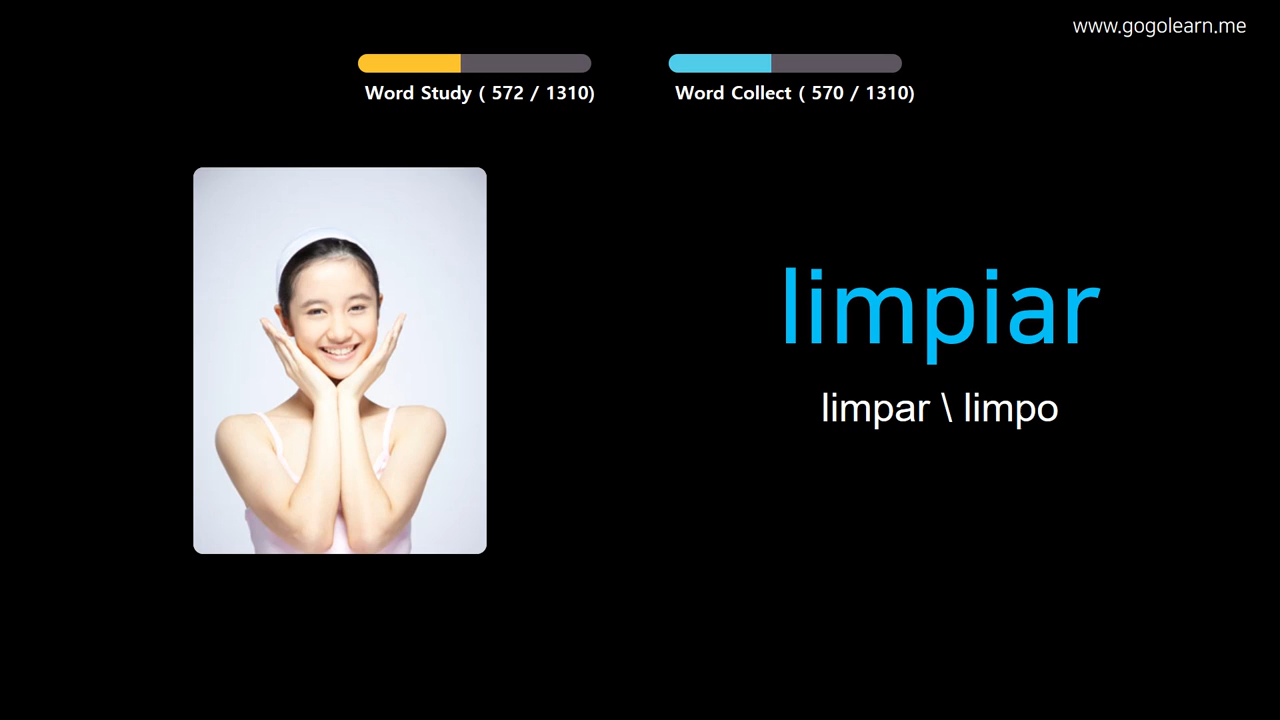 www.gogolearn.me
Word Study ( 572 / 1310)
Word Collect ( 570 / 1310)
limpiar
limpar \ limpo